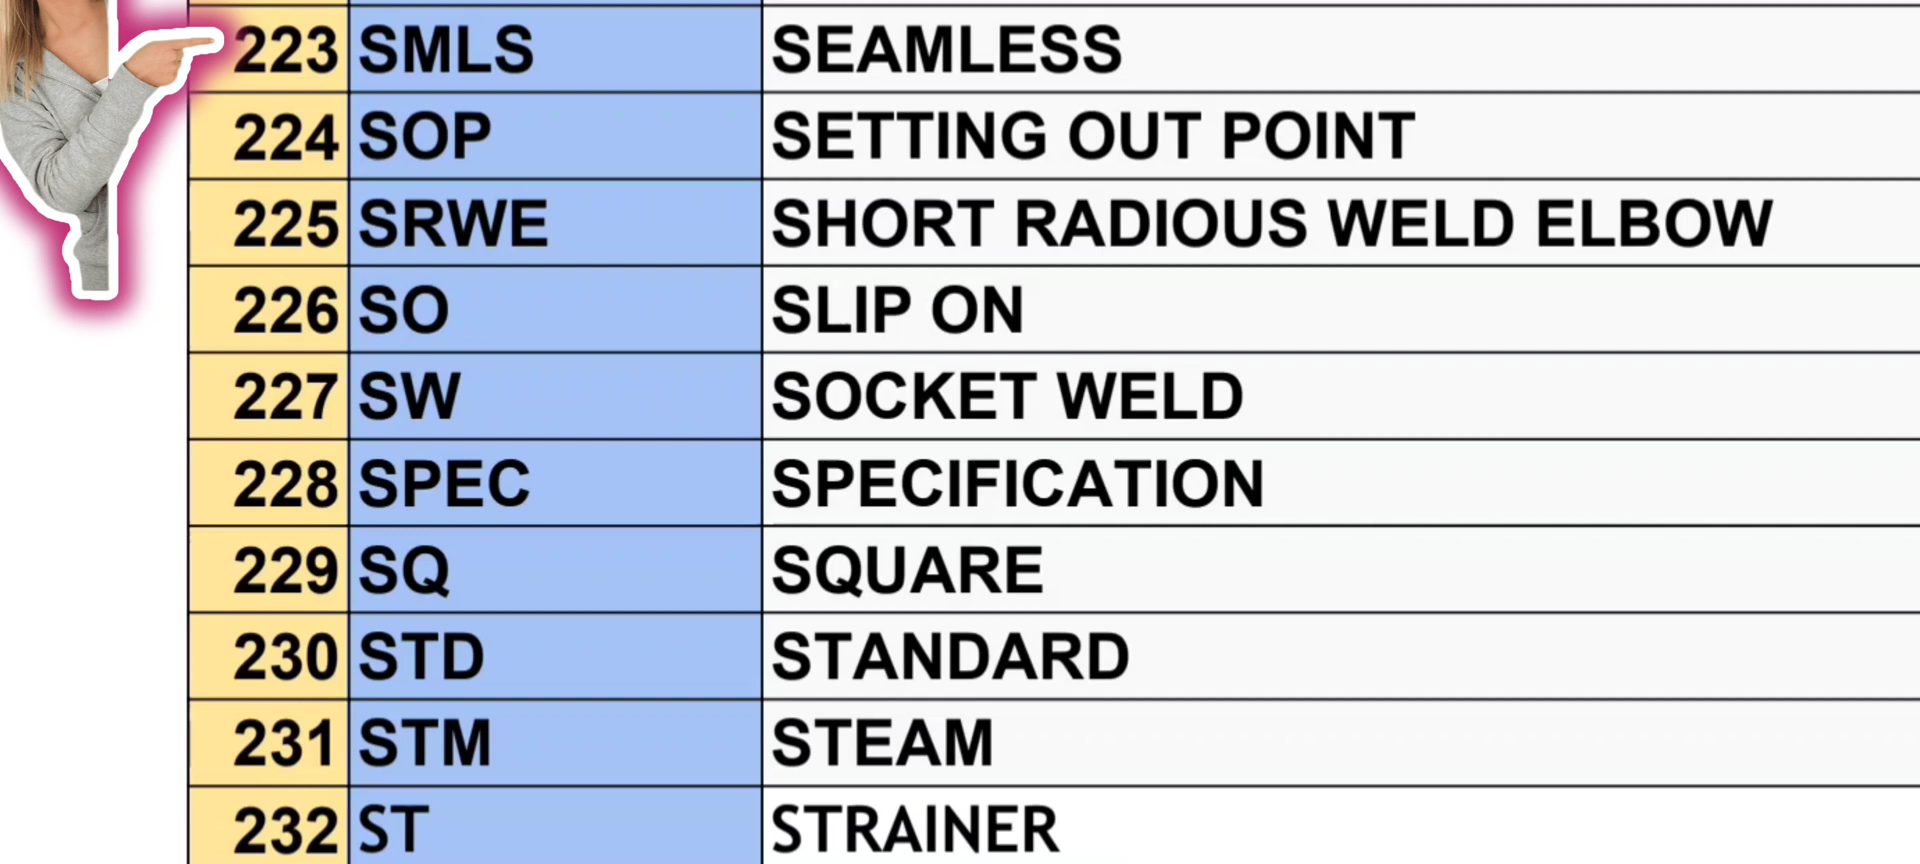 223 SMLS SEAMLESS
224 SOP SETTING OUT POINT
225 SRWE SHORT RADIOUS WELD ELBOW
226 SO SLIP ON
227 SW SOCKET WELD
228 SPEC SPECIFICATION
229 SQ SQUARE
230 STD STANDARD
231 STM STEAM
232 ST STRAINER